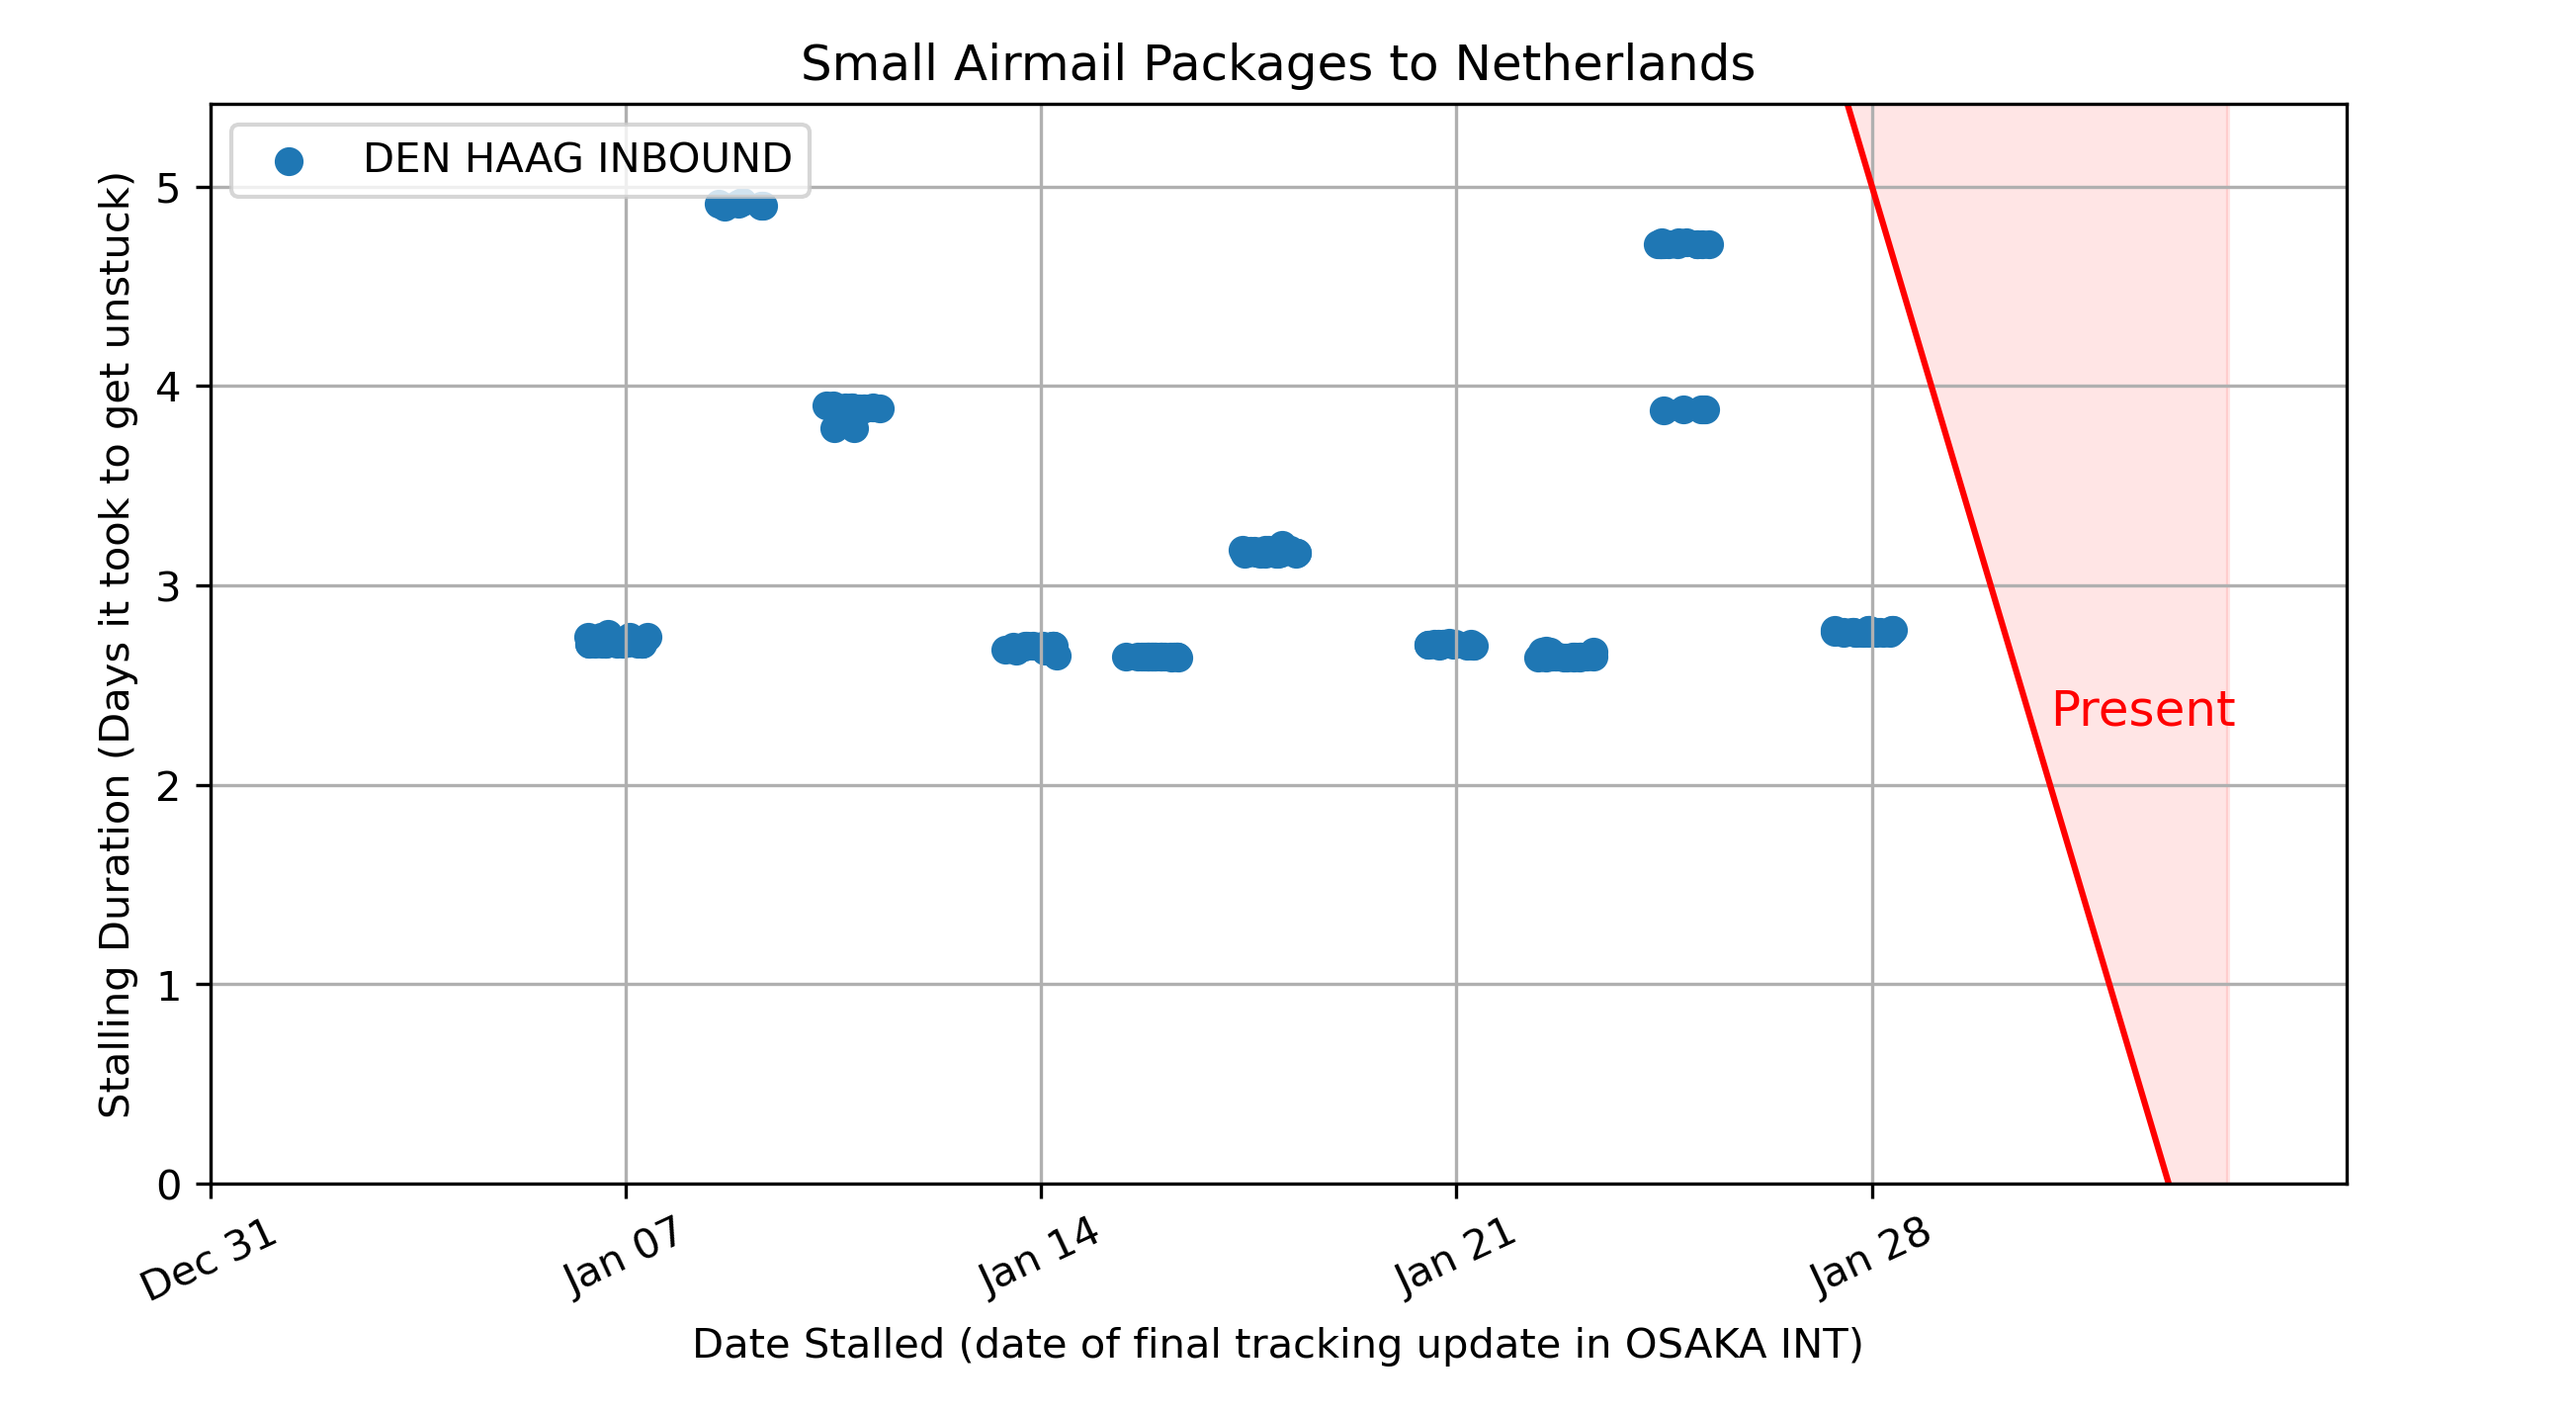 Small Airmail Packages to Netherlands
DEN HAAG INBOUND
Stalling Duration (Days it took to get unstuck)
5
4
3
2
1
0
Present
Dec 31
Jan 07
Jan 14
Jan 21
Jan 28
Date Stalled (date of final tracking update in OSAKA INT)